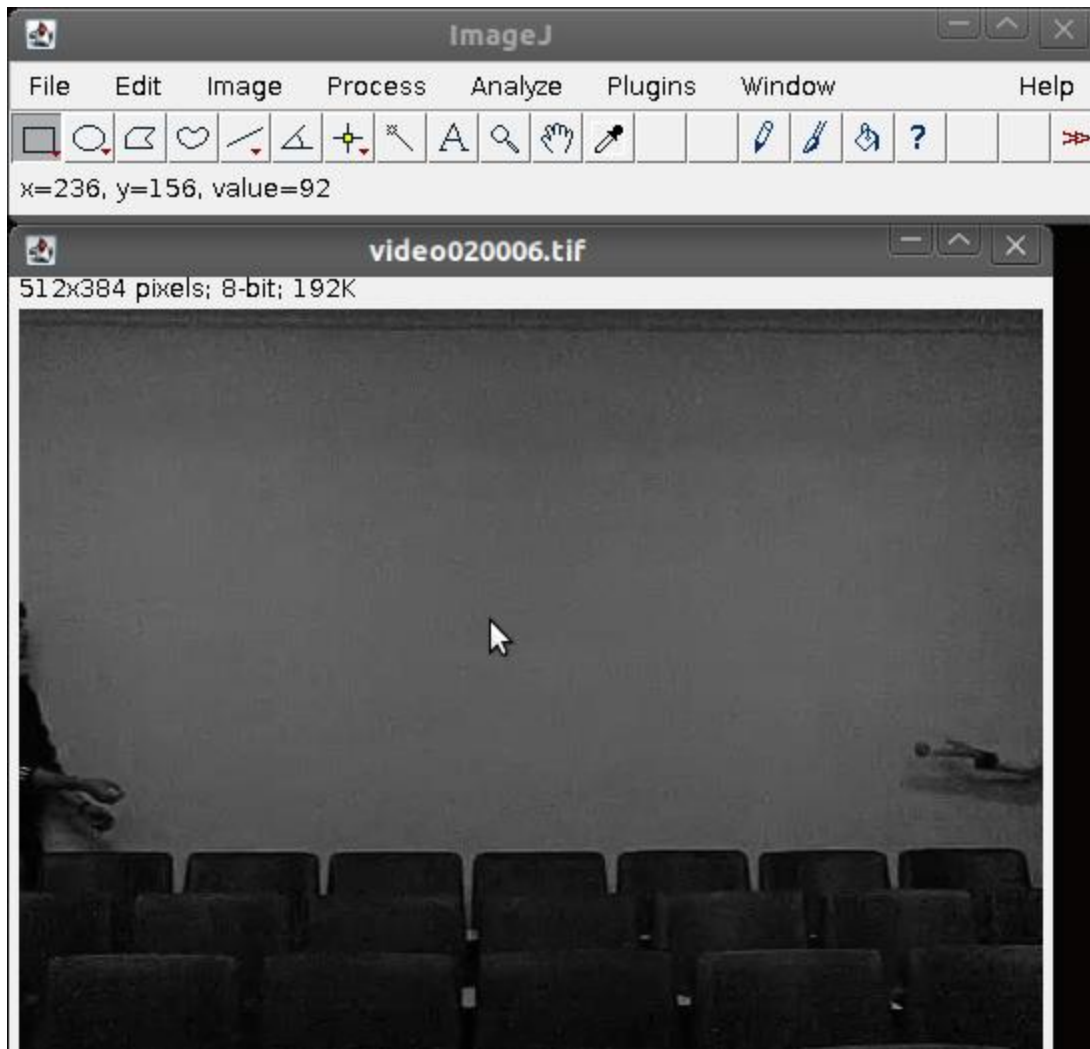 ImageJ
File Edit Image Process Analyze Plugins Window Help
A ?
x=236, y=156, value=92
video020006.tif
512x384 pixels; 8-bit; 192K